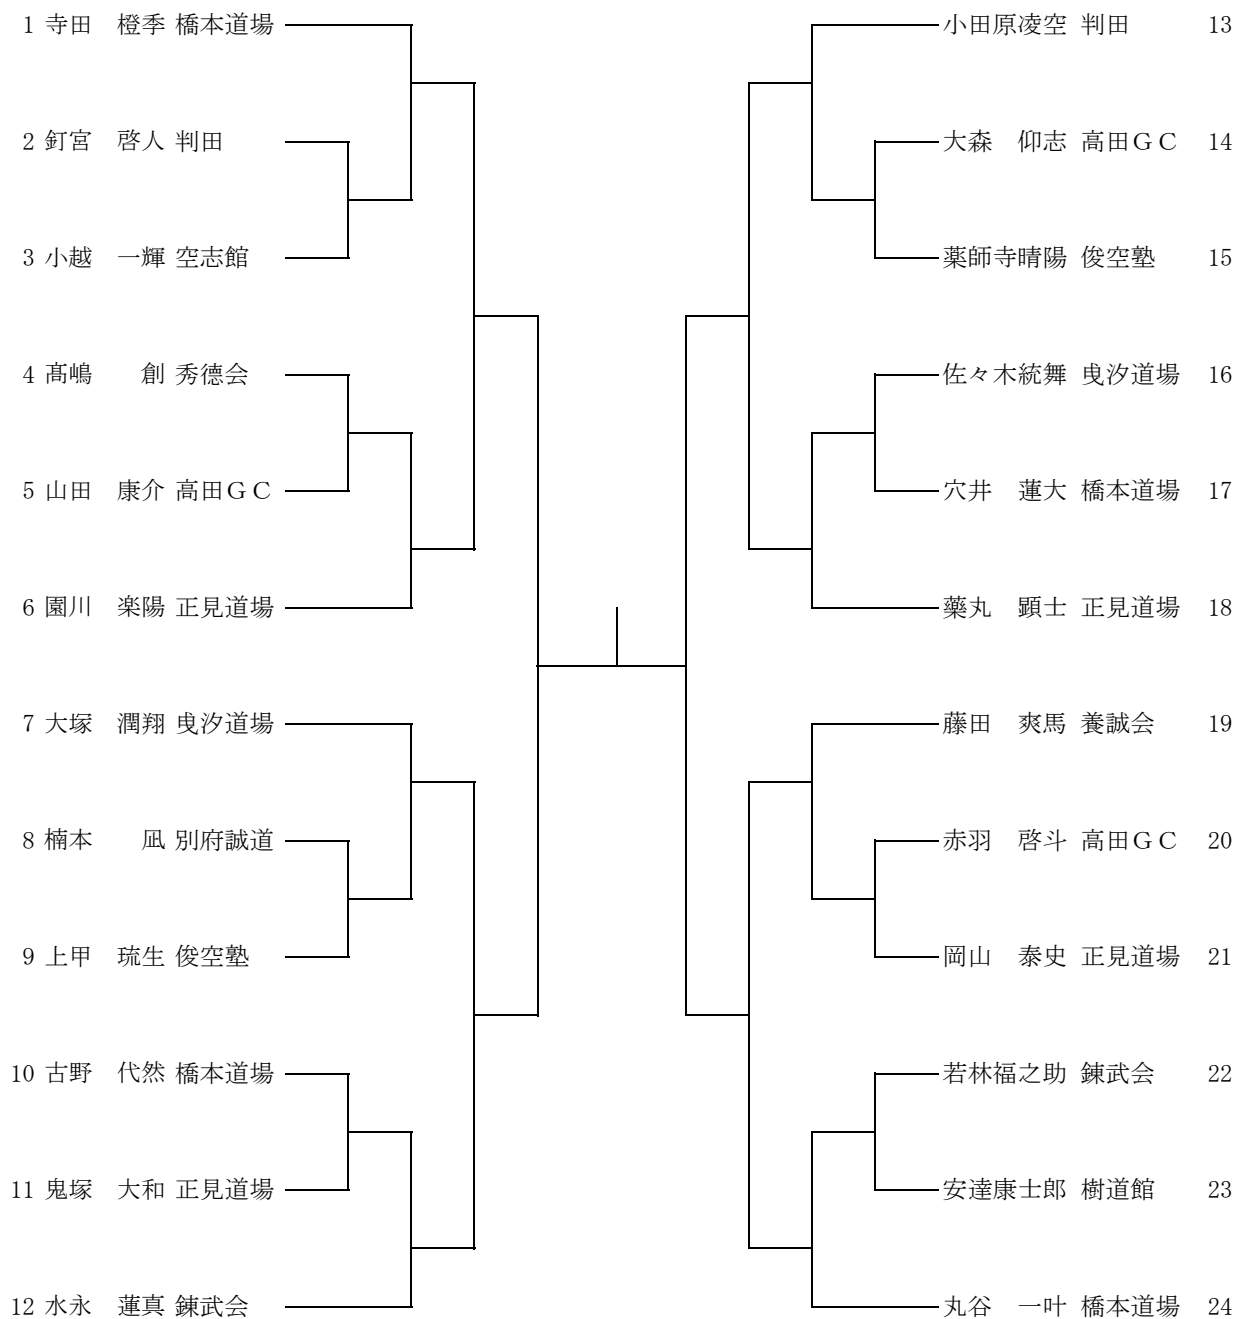 1 寺田　橙季 橋本道場
2 釘宮　啓人 判田
3 小越　一輝 空志館
4 髙嶋　創 秀德会
5 山田　康介 高田ＧＣ
6 園川　楽陽 正見道場
7 大塚　潤翔 曵汐道場
8 楠本　凪 別府誠道
9 上甲　琉生 俊空塾
10 古野　代然 橋本道場
11 鬼塚　大和 正見道場
12 水永　蓮真 錬武会
小田原凌空 判田 13
大森　仰志 高田ＧＣ 14
薬師寺晴陽 俊空塾 15
佐々木統舞 曵汐道場 16
穴井　蓮大 橋本道場 17
藥丸　顕士 正見道場 18
藤田　爽馬 養誠会 19
赤羽　啓斗 高田ＧＣ 20
岡山　泰史 正見道場 21
若林福之助 錬武会 22
安達康士郎 樹道館 23
丸谷　一叶 橋本道場 24